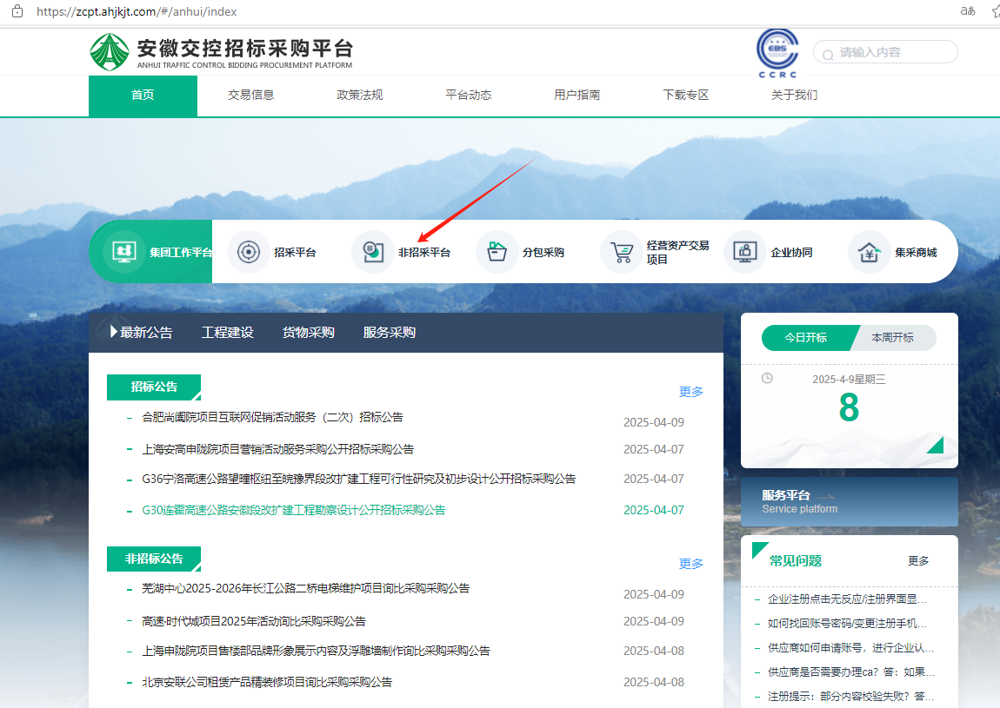 https://zcpt.ahjkjt.com/#/anhui/index
安徽交控招标采购平台
ANHUI TRAFFIC CONTROL BIDDING PROCUREMENT PLATFORM
EBS
CCRC
请输入内容
首页
交易信息
政策法规
平台动态
用户指南
下载专区
关于我们
集团工作平台
招采平台
非招采平台
分包采购
经营资产交易
项目
企业协同
集采商城
最新公告
工程建设
货物采购
服务采购
招标公告
更多
合肥尚阖院项目互联网促销活动服务（二次）招标公告
2025-04-09
上海安高申陇院项目营销活动服务采购公开招标采购公告
2025-04-07
G36宁洛高速公路望疃枢纽至皖豫界段改扩建工程可行性研究及初步设计公开招标采购公告
2025-04-07
G30连霍高速公路安徽段改扩建工程勘察设计公开招标采购公告
2025-04-07
非招标公告
更多
芜湖中心2025-2026年长江公路二桥电梯维护项目询比采购采购公告
2025-04-09
高速·时代城项目2025年活动询比采购采购公告
2025-04-09
上海申陇院项目售楼部品牌形象展示内容及浮雕墙制作询比采购采购公告
2025-04-08
北京安联公司租赁产品精装修项目询比采购采购公告
2025-04-08
今日开标
本周开标
2025-4-9星期三
8
服务平台
Service platform
常见问题
更多
企业注册点击无反应/注册界面显...
如何找回账号密码/变更注册手机...
供应商如何申请账号，进行企业认...
供应商是否需要办理ca？答：如果...
注册提示：部分内容校验失败？答...